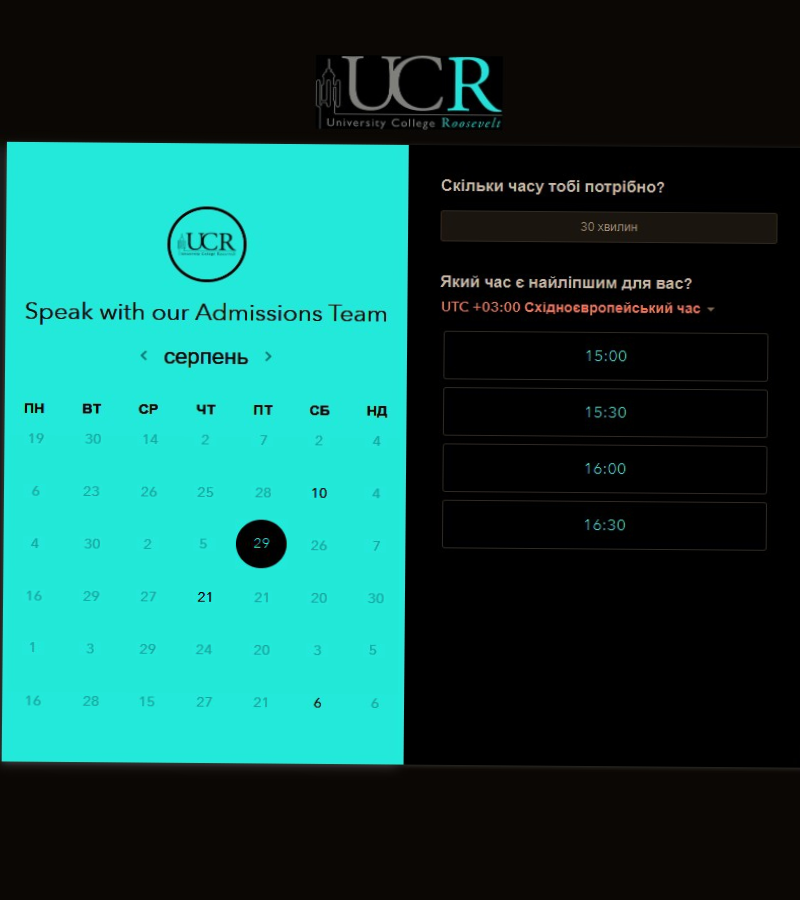 UCR
University College Roosevelt
UCR
University College Roosevelt
Speak with our Admissions Team
серпень
ПН ВТ СР ЧТ ПТ СБ НД
19 30 14 2 7 2 4
6 23 26 25 28 10 4
4 30 2 5 29 26 7
16 29 27 21 21 20 30
1 3 29 24 20 3 5
16 28 15 27 21 6 6
Скільки часу тобі потрібно?
30 хвилин
Який час є найліпшим для вас?
UTC +03:00 Східноєвропейський час
15:00
15:30
16:00
16:30